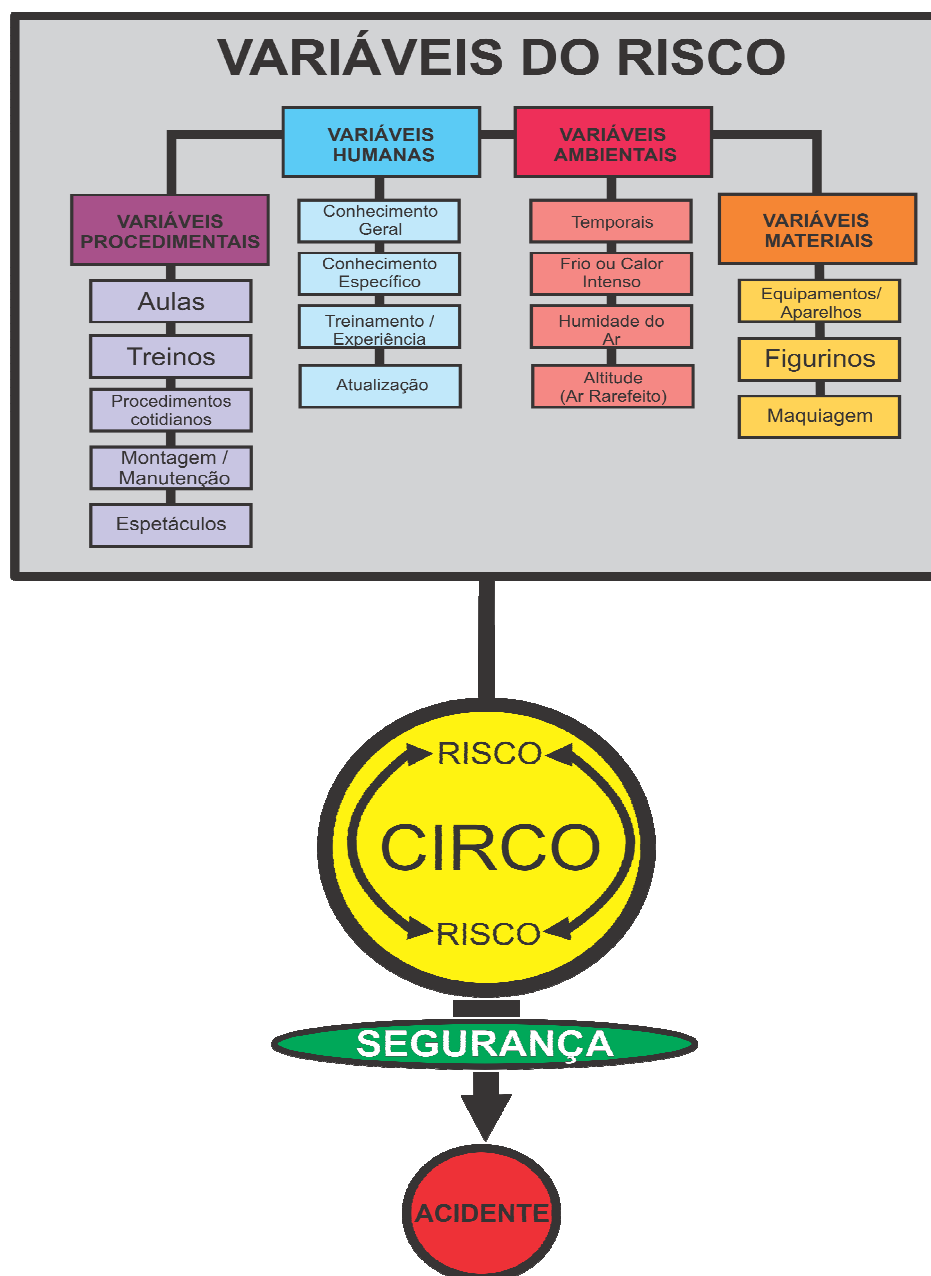 VARIÁVEIS DO RISCO
VARIÁVEIS
PROCEDIMENTAIS
Aulas
Treinos
Procedimentos
cotidianos
Montagem /
Manutenção
Espetáculos
VARIÁVEIS
HUMANAS
Conhecimento
Geral
Conhecimento
Específico
Treinamento /
Experiência
Atualização
VARIÁVEIS
AMBIENTAIS
Temporais
Frio ou Calor
Intenso
Humidade do
Ar
Altitude
(Ar Rarefeito)
VARIÁVEIS
MATERIAIS
Equipamentos/
Aparelhos
Figurinos
Maquiagem
RISCO
CIRCO
RISCO
SEGURANÇA
ACIDENTE